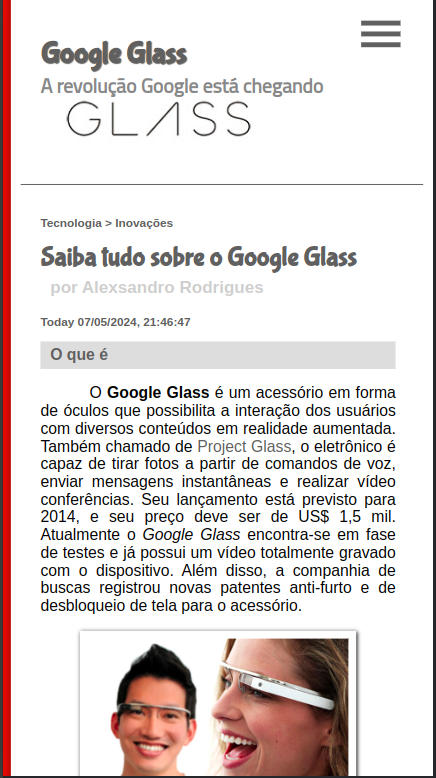 Google Glass
A revolução Google está chegando
GLASS
Tecnologia > Inovações
Saiba tudo sobre o Google Glass
por Alexsandro Rodrigues
Today 07/05/2024, 21:46:47
O que é
O Google Glass é um acessório em forma
de óculos que possibilita a interação dos usuários
com diversos conteúdos em realidade aumentada.
Também chamado de Project Glass, o eletrônico é
capaz de tirar fotos a partir de comandos de voz,
enviar mensagens instantâneas e realizar vídeo
conferências. Seu lançamento está previsto para
2014, e seu preço deve ser de US$ 1,5 mil.
Atualmente o Google Glass encontra-se em fase
de testes e já possui um vídeo totalmente gravado
com o dispositivo. Além disso, a companhia de
buscas registrou novas patentes anti-furto e de
desbloqueio de tela para o acessório.